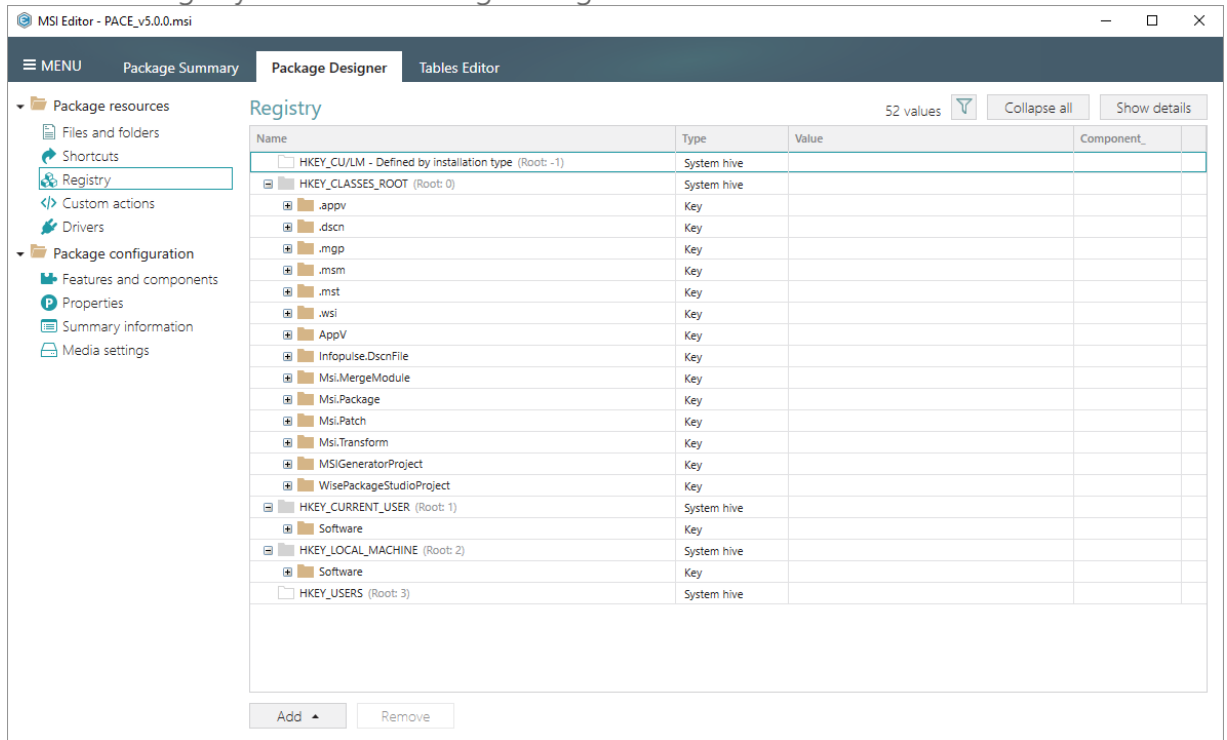 MSI Editor - PACE_v5.0.0.msi
MENU Package Summary Package Designer Tables Editor
Package resources
Files and folders
Shortcuts
Registry
Custom actions
Drivers
Package configuration
Features and components
Properties
Summary information
Media settings
Registry
52 values Collapse all Show details
Name Type Value Component_
HKEY_CU/LM - Defined by installation type (Root: -1) System hive
HKEY_CLASSES_ROOT (Root: 0) System hive
.appv Key
.dscn Key
.mgp Key
.msm Key
.mst Key
.wsi Key
AppV Key
Infopulse.DscnFile Key
Msi.MergeModule Key
Msi.Package Key
Msi.Patch Key
Msi.Transform Key
MSIGeneratorProject Key
WisePackageStudioProject Key
HKEY_CURRENT_USER (Root: 1) System hive
Software Key
HKEY_LOCAL_MACHINE (Root: 2) System hive
Software Key
HKEY_USERS (Root: 3) System hive
Add Remove